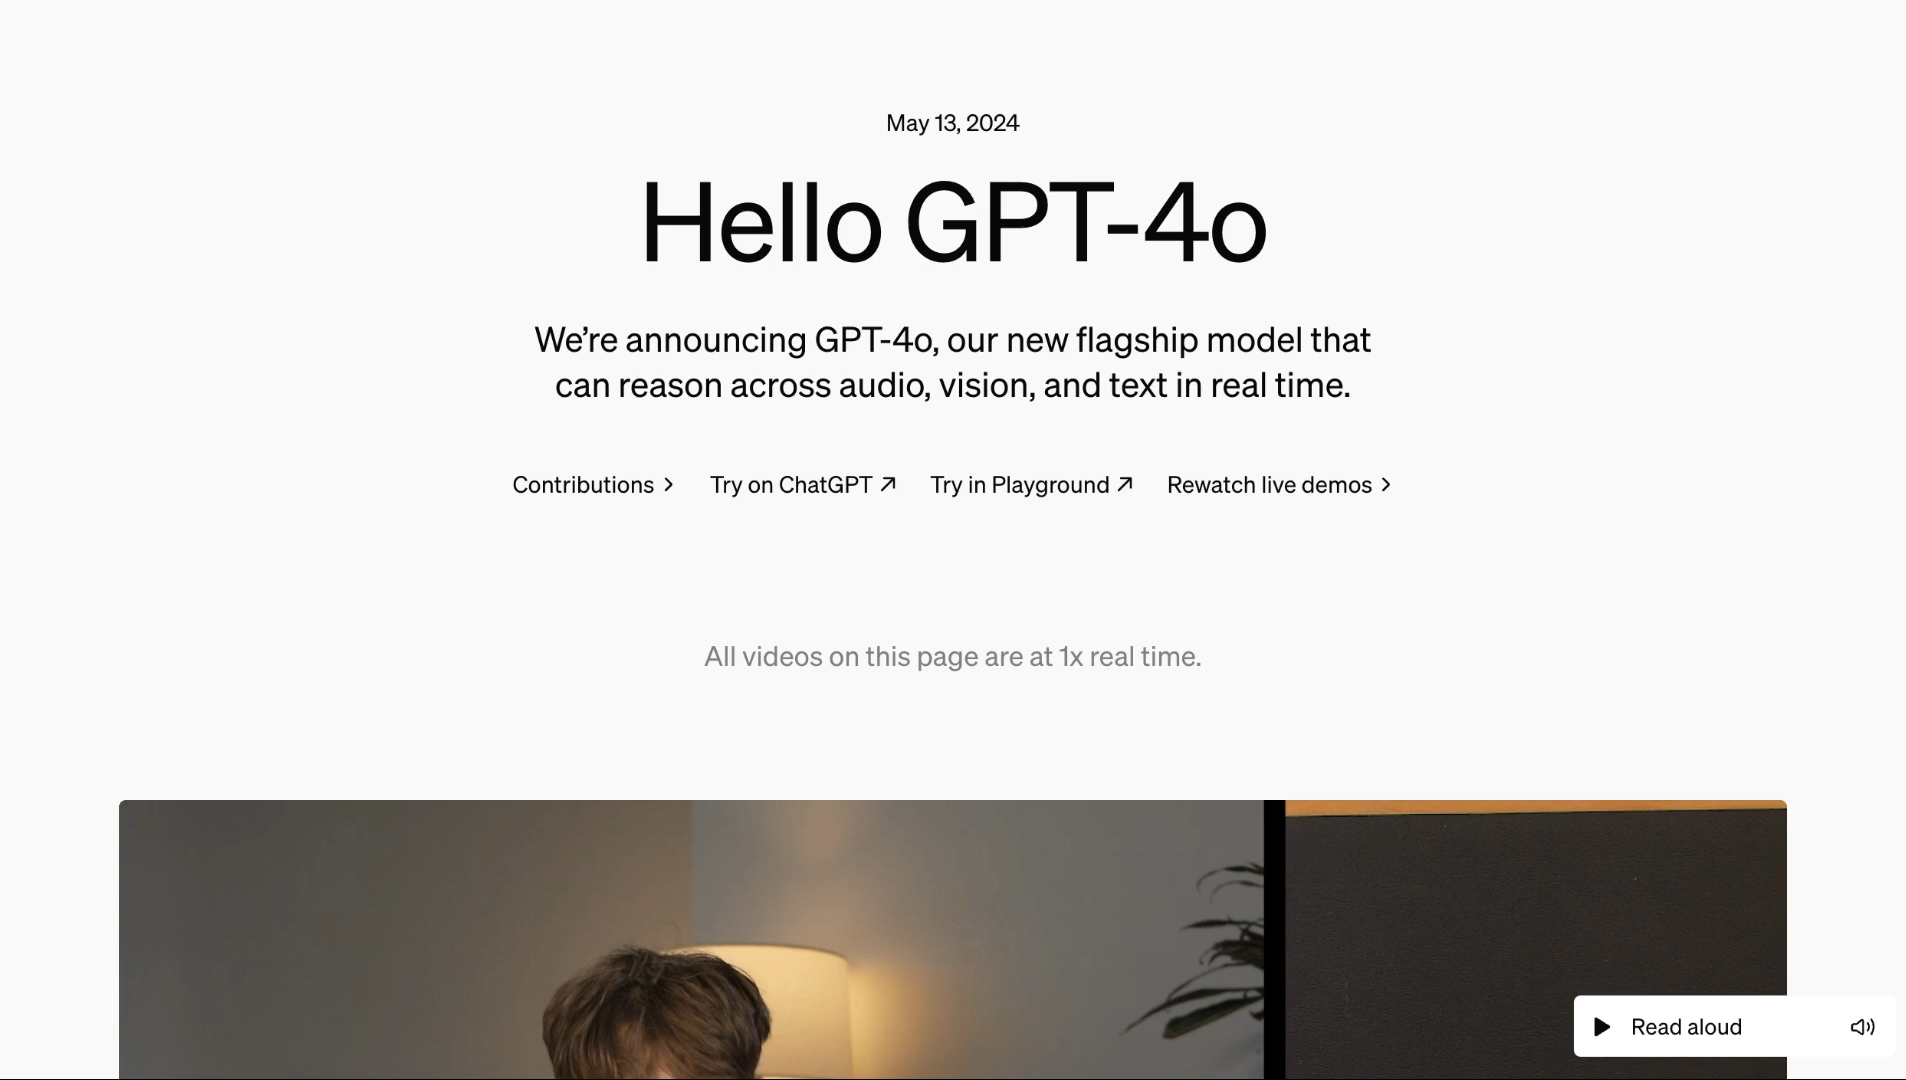 May 13, 2024
Hello GPT-4o
We’re announcing GPT-4o, our new flagship model that
can reason across audio, vision, and text in real time.
Contributions Try on ChatGPT Try in Playground Rewatch live demos
All videos on this page are at 1x real time.
Read aloud